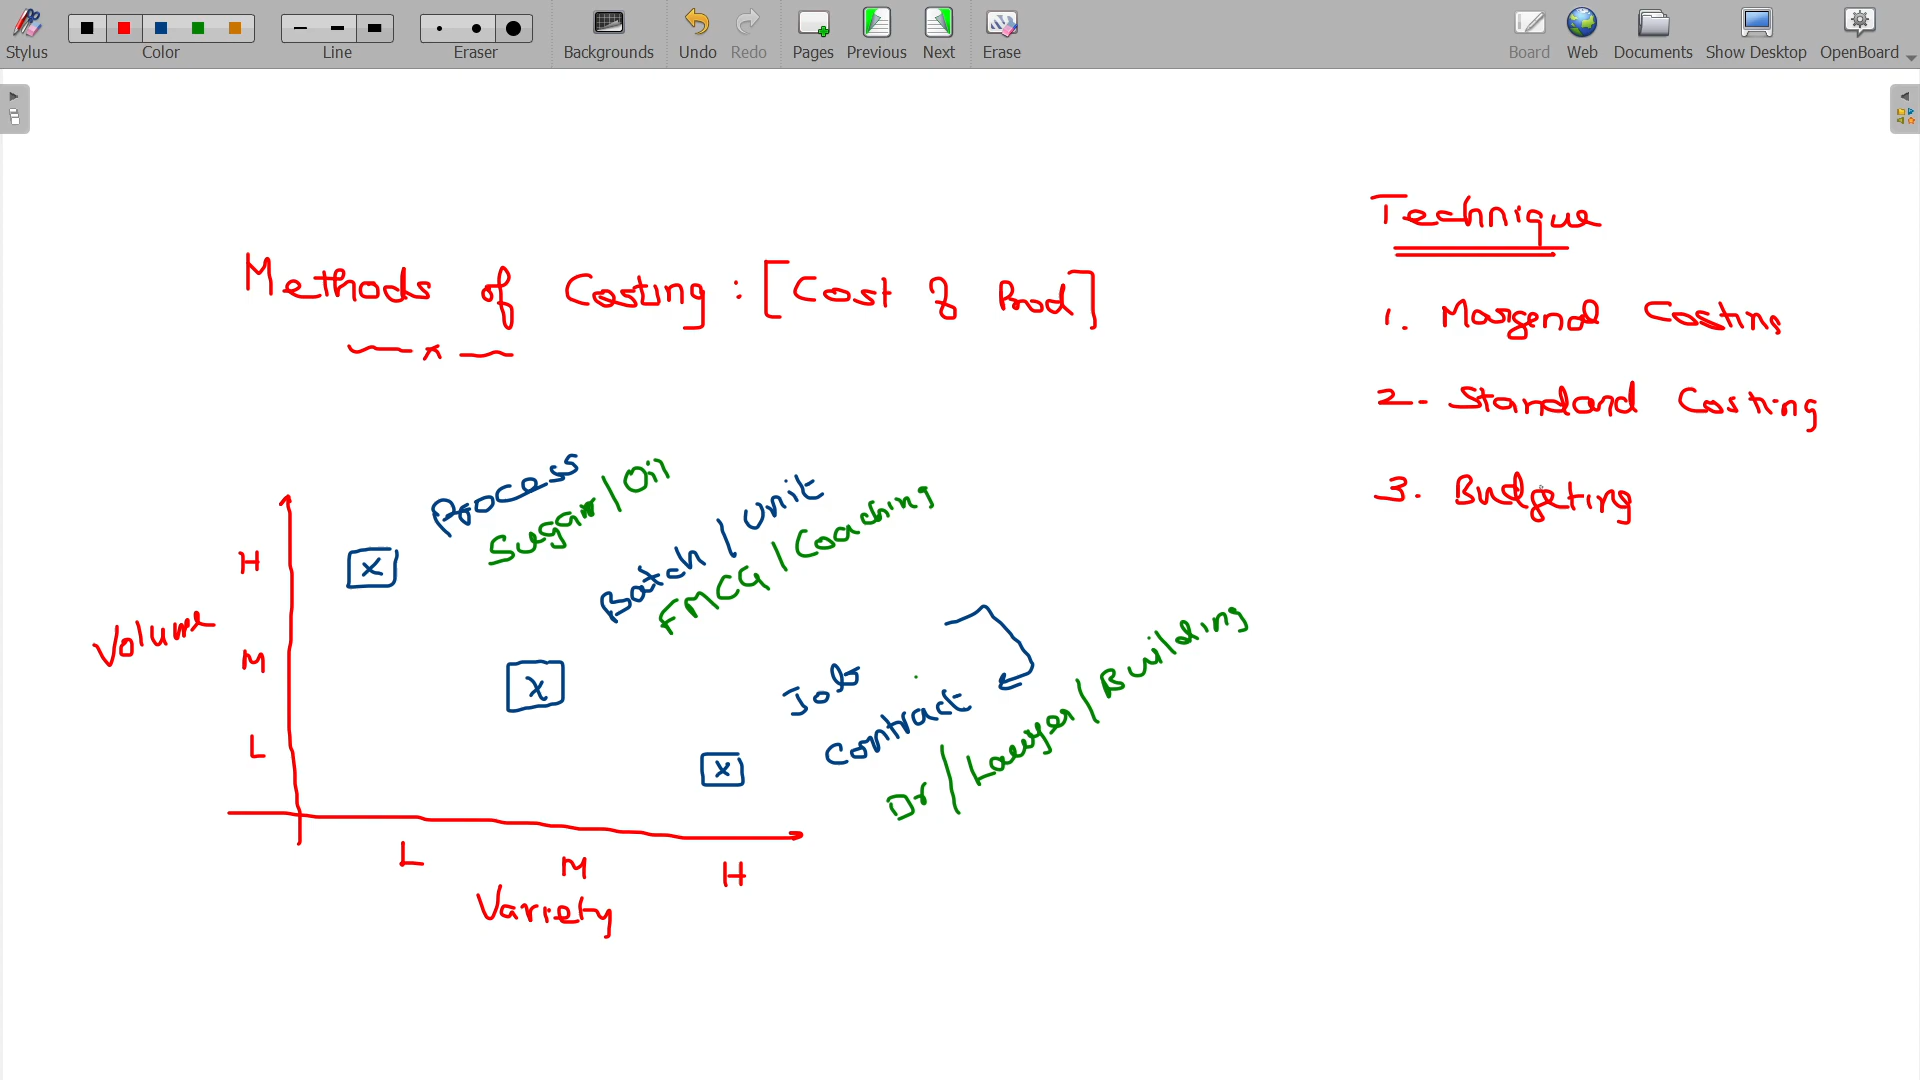 Stylus
Color
Line
Eraser
Backgrounds
Undo
Redo
Pages
Previous
Next
Erase
Board
Web
Documents
Show Desktop
OpenBoard
Methods of Costing : [Cost of Prod]
Technique
1. Marginal Costing
2. Standard Costing
3. Budgeting
Process
Sugar / Oil
Batch / Unit
FMCG / Coaching
Job
Contract
Dr / Lawyer / Building
Volume
H
M
L
X
X
X
L
M
H
Variety